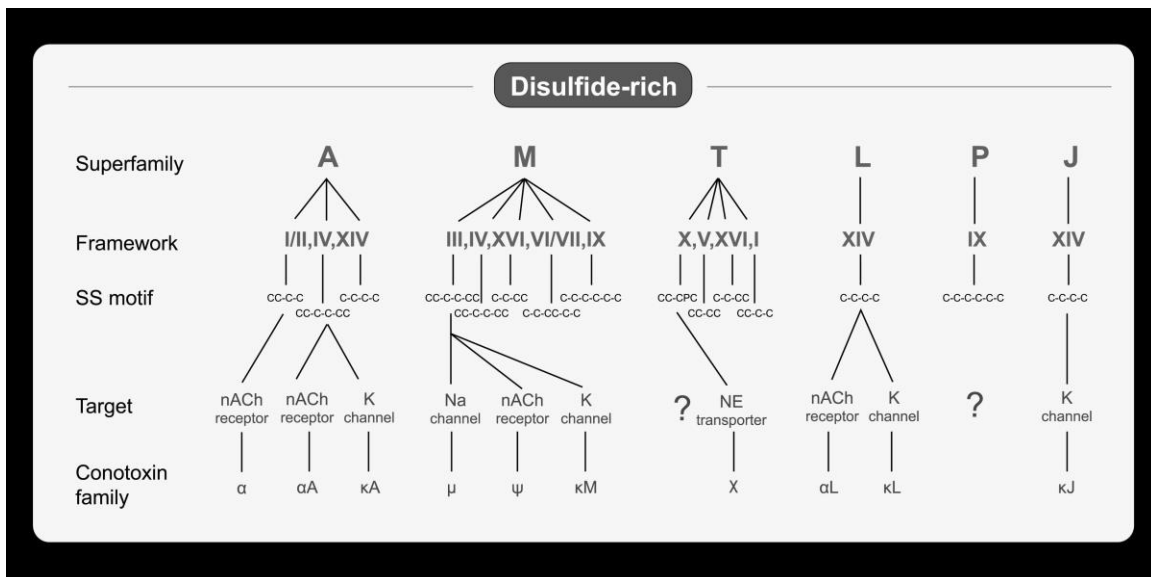 Disulfide-rich
Superfamily A M T L P J
Framework I/II,IV,XIV III,IV,XVI,VI/VII,IX X,V,XVI,I XIV IX XIV
SS motif CC-C-C C-C-C-C CC-C-C-CC C-C-CC C-C-C-C-C-C CC-CPC C-C-CC C-C-C-C C-C-C-C-C-C C-C-C-C
CC-C-C-CC CC-C-C-CC C-C-CC-C-C CC-CC CC-C-C
Target nACh receptor nACh receptor K channel Na channel nACh receptor K channel ? NE transporter nACh receptor K channel ? K channel
Conotoxin family α αA κA μ ψ κM χ αL κL κJ